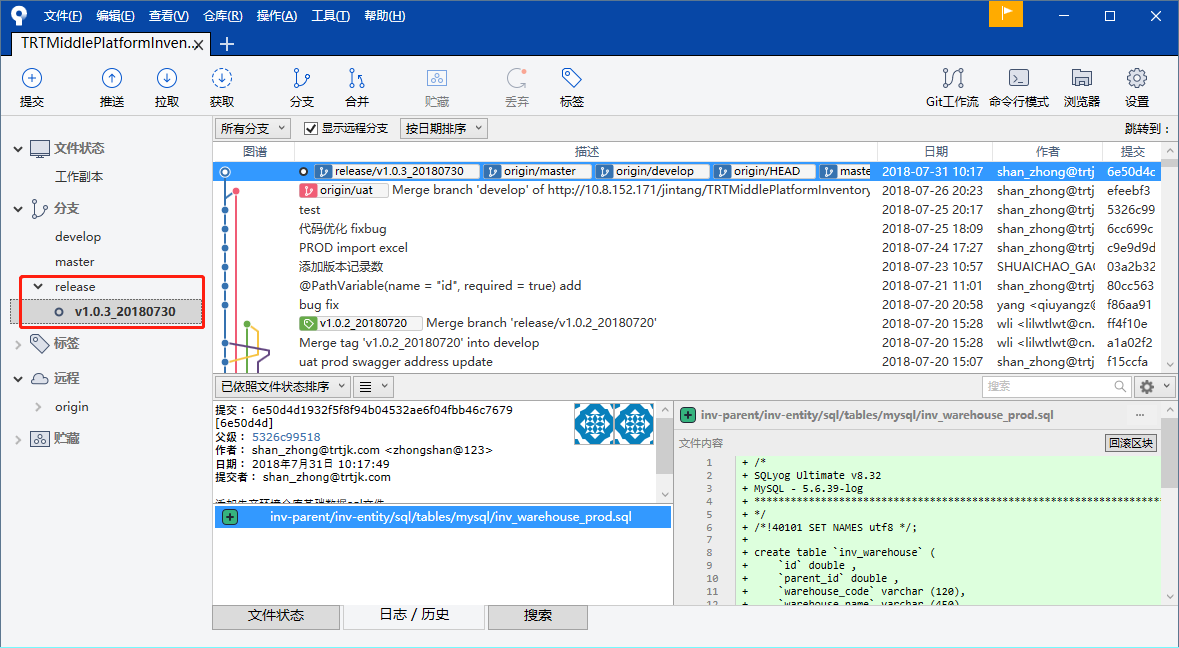 文件(F) 编辑(E) 查看(V) 仓库(R) 操作(A) 工具(T) 帮助(H)
TRTMiddlePlatformInven..
提交 推送 拉取 获取 分支 合并 贮藏 丢弃 标签 Git工作流 命令行模式 浏览器 设置
文件状态
工作副本
分支
develop
master
release
v1.0.3_20180730
标签
远程
origin
贮藏
所有分支 显示远程分支 按日期排序 跳转到：
图谱 描述 日期 作者 提交
release/v1.0.3_20180730 origin/master origin/develop origin/HEAD maste 2018-07-31 10:17 shan_zhong@trtj 6e50d4c
origin/uat Merge branch 'develop' of http://10.8.152.171/jintang/TRTMiddlePlatformInventory 2018-07-26 20:23 shan_zhong@trtj efeebf3
test 2018-07-25 20:17 shan_zhong@trtj 5326c99
代码优化 fixbug 2018-07-25 18:09 shan_zhong@trtj 6cc699c
PROD import excel 2018-07-24 17:27 shan_zhong@trtj c9e9d9d
添加版本记录数 2018-07-23 10:57 SHUAICHAO_GAO 03a2b32
@PathVariable(name = "id", required = true) add 2018-07-21 11:01 shan_zhong@trtj 80cc563
bug fix 2018-07-20 20:58 yang <qiuyangz@ f86aa91
v1.0.2_20180720 Merge branch 'release/v1.0.2_20180720' 2018-07-20 15:28 wli <lilwtlwt@cn. ff4f10e
Merge tag 'v1.0.2_20180720' into develop 2018-07-20 15:28 wli <lilwtlwt@cn. a1a02f2
uat prod swagger address update 2018-07-20 15:07 shan_zhong@trtj f15ccfa
已依照文件状态排序 搜索
提交： 6e50d4d1932f5f8f94b04532ae6f04fbb46c7679
[6e50d4d]
父级： 5326c99518
作者： shan_zhong@trtjk.com <zhongshan@123>
日期： 2018年7月31日 10:17:49
提交者： shan_zhong@trtjk.com
添加生产环境仓库基础数据sql文件
inv-parent/inv-entity/sql/tables/mysql/inv_warehouse_prod.sql
inv-parent/inv-entity/sql/tables/mysql/inv_warehouse_prod.sql ...
文件内容 回滚区块
1 + /*
2 + SQLyog Ultimate v8.32
3 + MySQL - 5.6.39-log
4 + *********************************************************************
5 + */
6 + /*!40101 SET NAMES utf8 */;
7 +
8 + create table `inv_warehouse` (
9 + `id` double ,
10 + `parent_id` double ,
11 + `warehouse_code` varchar (120),
12 + `warehouse_name` varchar (450)
文件状态 日志 / 历史 搜索